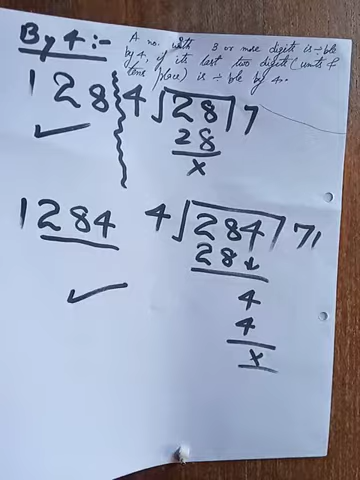 By 4 :-
A no. with 3 or more digits is ÷ble
by 4, if its last two digits (units &
tens place) is ÷ble by 4.
128 4)28(7
28
x
1284 4)284(71
28↓
4
4
x